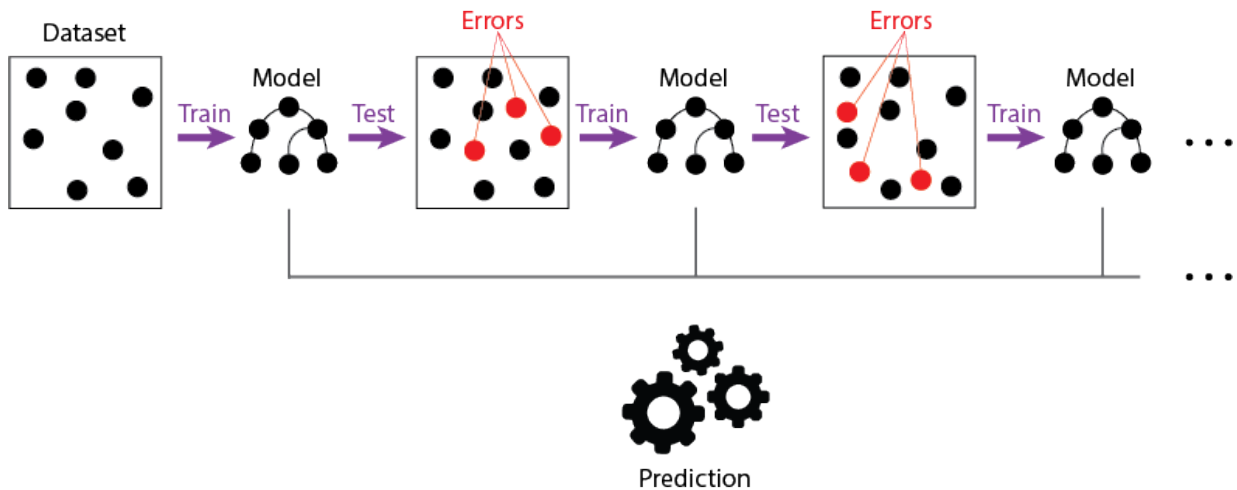 Errors
Errors
Dataset
Model
Model
Model
Train
Test
Train
Test
Train
...
...
Prediction